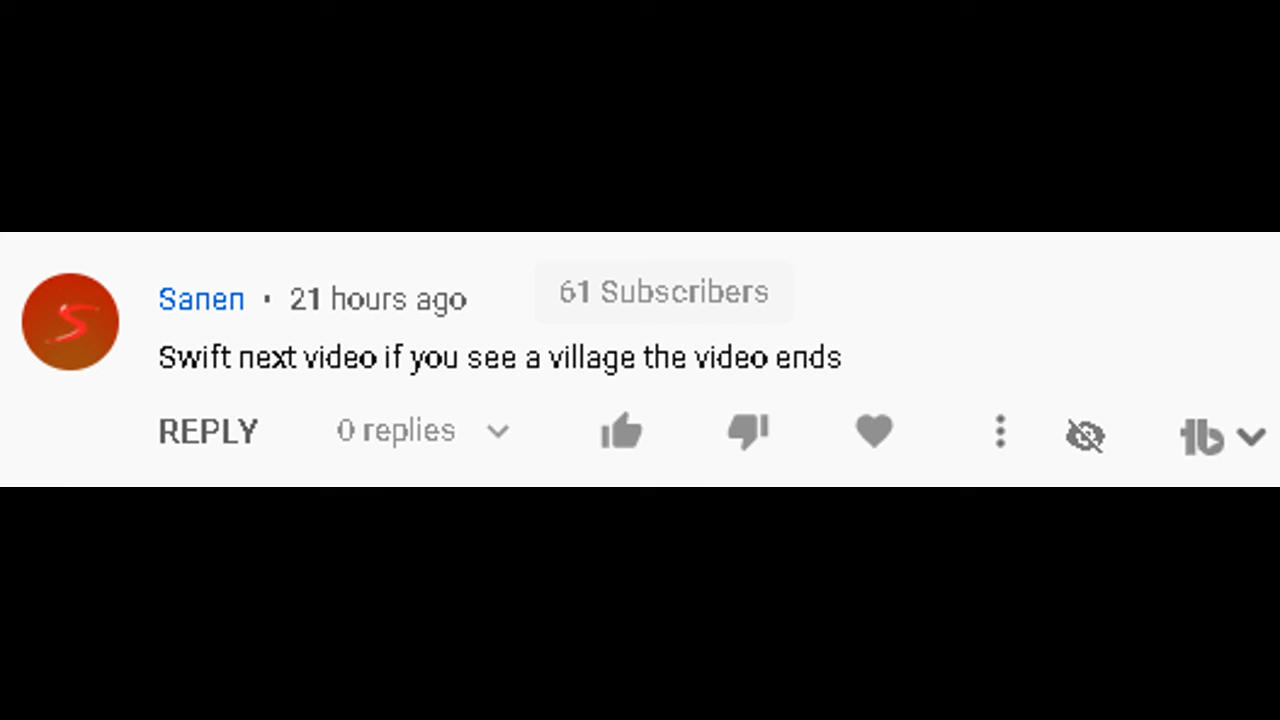 Sanen • 21 hours ago 61 Subscribers
Swift next video if you see a village the video ends
REPLY 0 replies